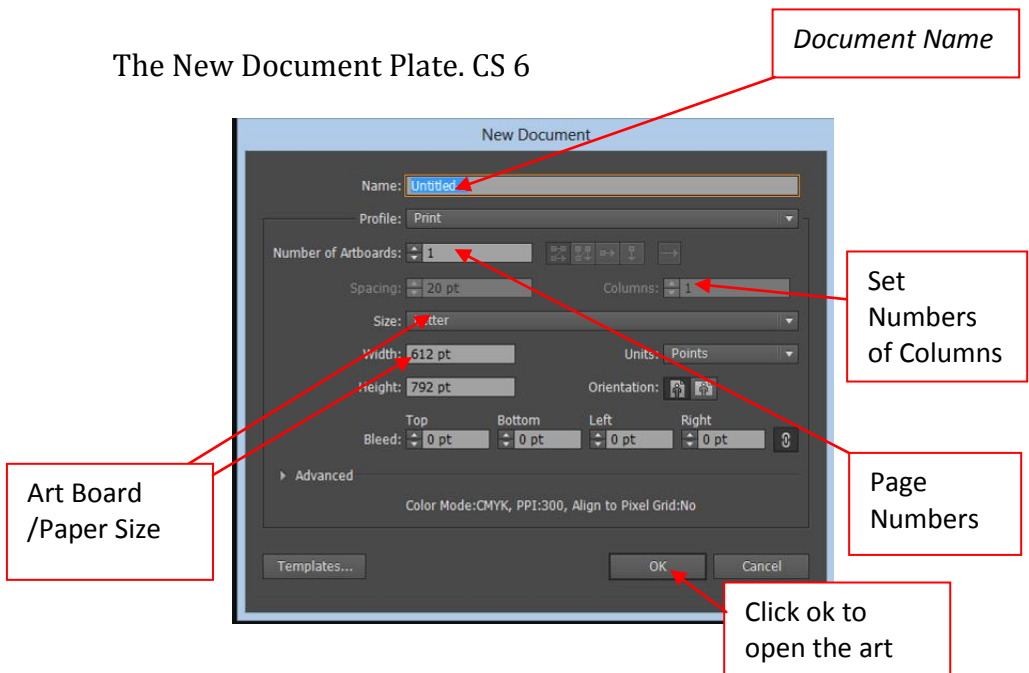 Document Name
The New Document Plate. CS 6
New Document
Name: Untitled
Profile: Print
Number of Artboards: 1
Spacing: 20 pt Columns: 1
Set
Numbers
of Columns
Size: Letter
Width: 612 pt Units: Points
Height: 792 pt Orientation:
Top Bottom Left Right
Bleed: 0 pt 0 pt 0 pt 0 pt
Art Board
/Paper Size
Advanced
Page
Numbers
Color Mode:CMYK, PPI:300, Align to Pixel Grid:No
Templates... OK Cancel
Click ok to
open the art